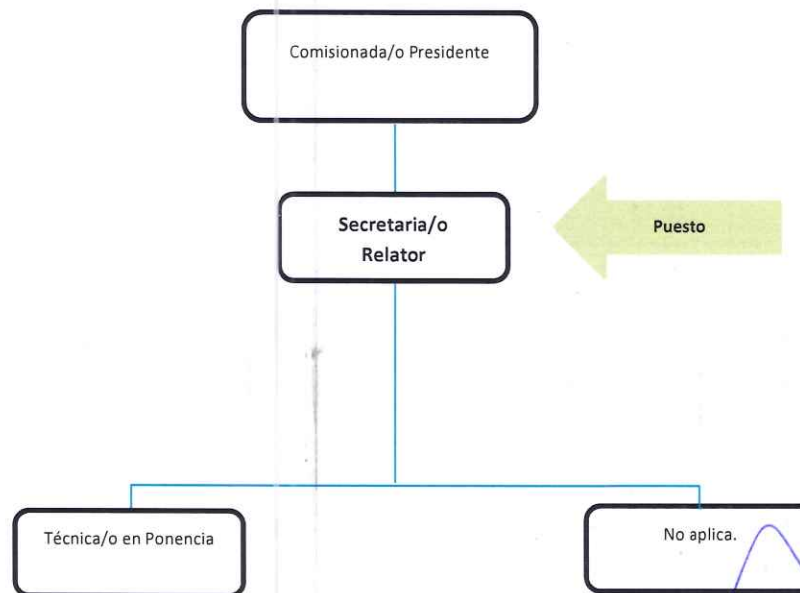 Comisionada/o Presidente
Secretaria/o
Relator
Puesto
Técnica/o en Ponencia
No aplica.